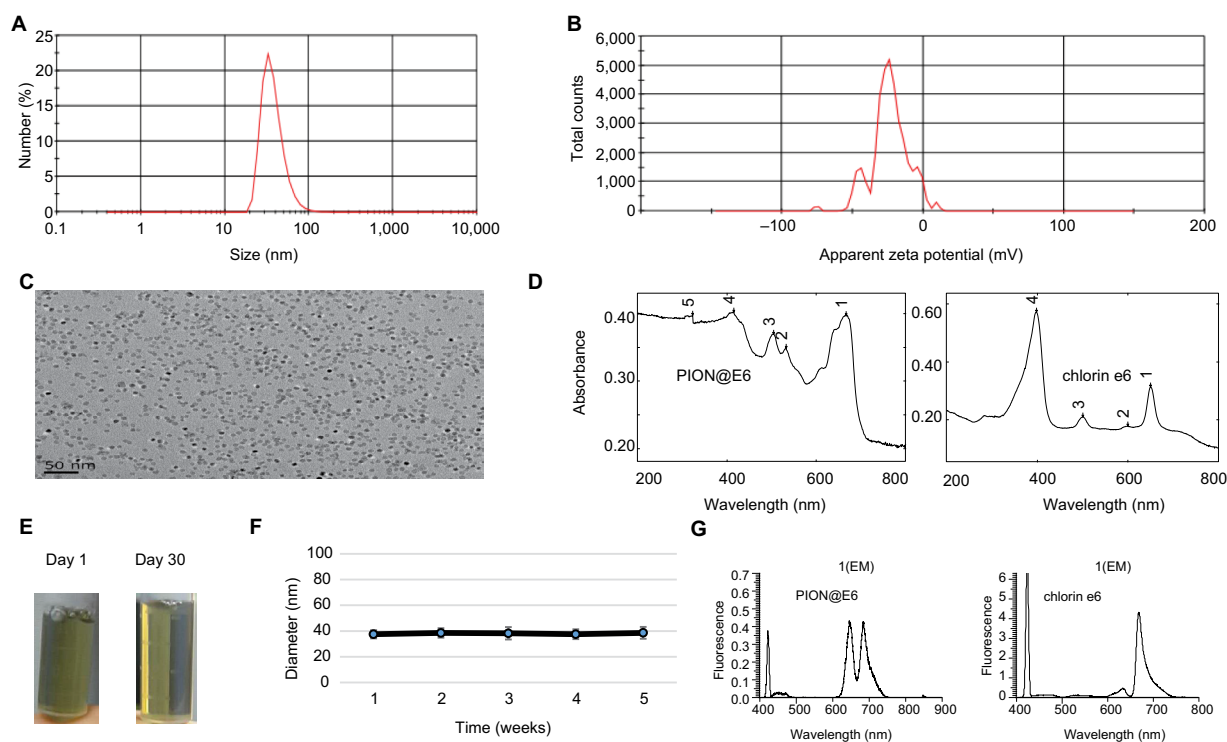 A
Number (%)
25
20
15
10
5
0
0.1 1 10 100 1,000 10,000
Size (nm)
B
Total counts
6,000
5,000
4,000
3,000
2,000
1,000
0
–100 0 100 200
Apparent zeta potential (mV)
C
50 nm
D
Absorbance
0.40
0.30
0.20
5 4 3 2 1
PION@E6
200 400 600 800
Wavelength (nm)
0.60
0.40
0.20
4 3 2 1
chlorin e6
200 400 600 800
Wavelength (nm)
E
Day 1 Day 30
F
Diameter (nm)
100
80
60
40
20
0
1 2 3 4 5
Time (weeks)
G
1(EM)
PION@E6
Fluorescence
0.7
0.6
0.5
0.4
0.3
0.2
0.1
0.0
400 500 600 700 800 900
Wavelength (nm)
1(EM)
chlorin e6
Fluorescence
6
5
4
3
2
1
0
400 500 600 700 800
Wavelength (nm)